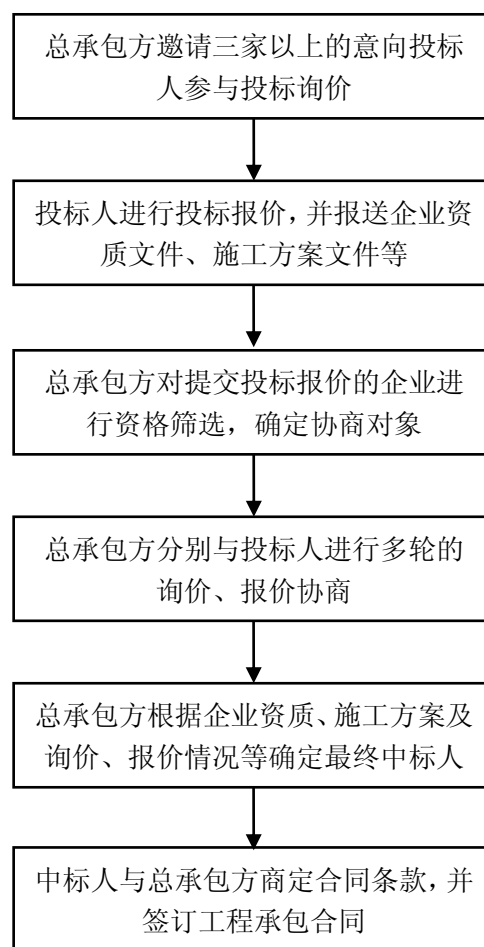 总承包方邀请三家以上的意向投标
人参与投标询价
投标人进行投标报价，并报送企业资
质文件、施工方案文件等
总承包方对提交投标报价的企业进
行资格筛选，确定协商对象
总承包方分别与投标人进行多轮的
询价、报价协商
总承包方根据企业资质、施工方案及
询价、报价情况等确定最终中标人
中标人与总承包方商定合同条款，并
签订工程承包合同